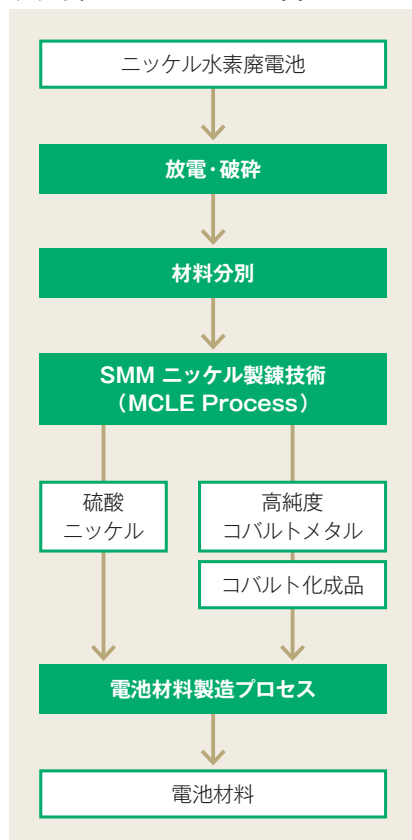 ニッケル水素廃電池
放電・破砕
材料分別
SMM ニッケル製錬技術
（MCLE Process）
硫酸
ニッケル
高純度
コバルトメタル
コバルト化成品
電池材料製造プロセス
電池材料